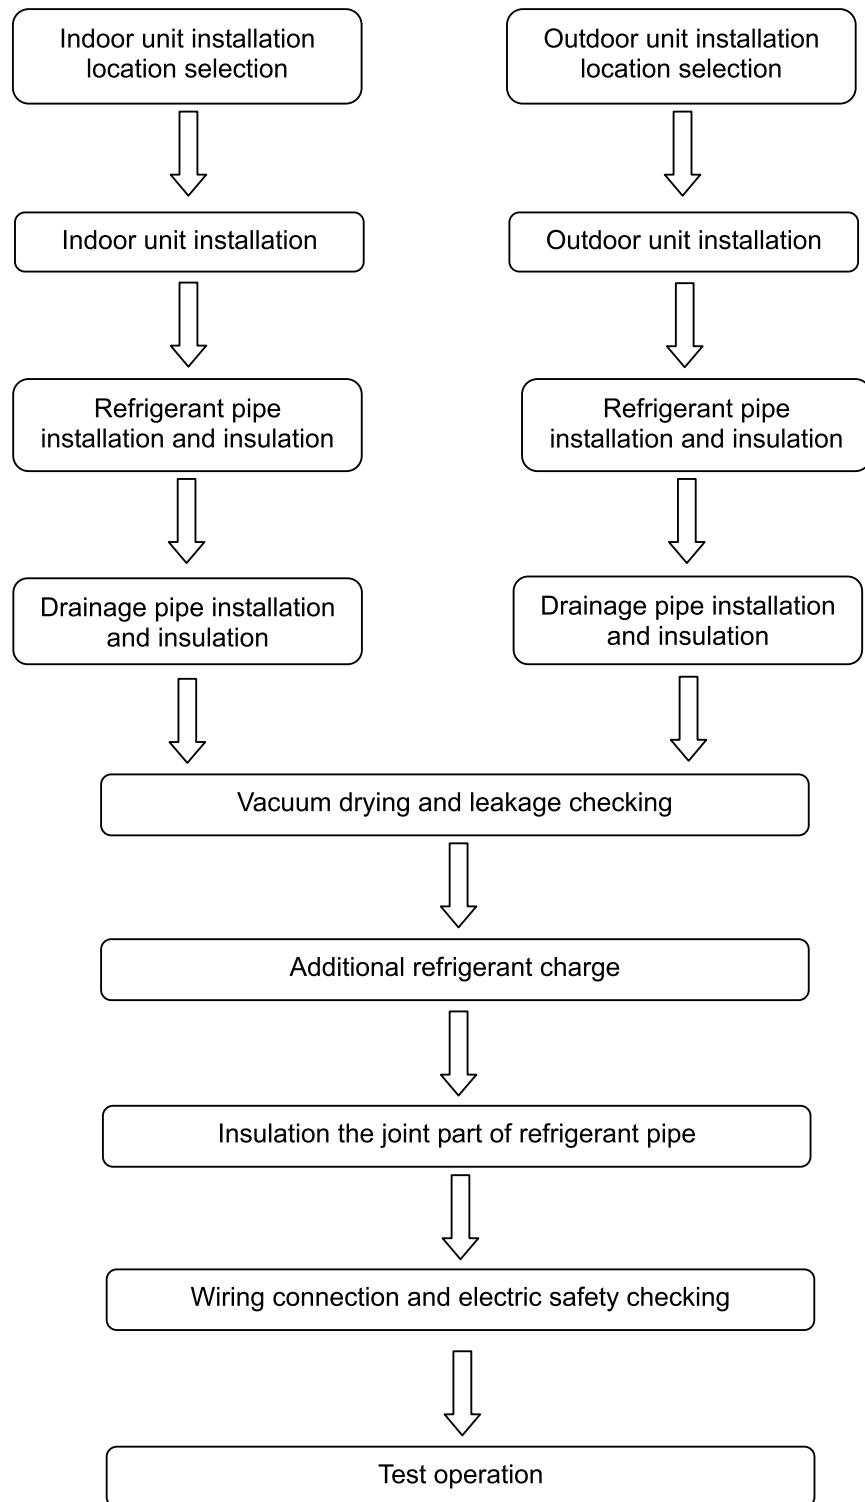 Indoor unit installation
location selection
Outdoor unit installation
location selection
Indoor unit installation
Outdoor unit installation
Refrigerant pipe
installation and insulation
Refrigerant pipe
installation and insulation
Drainage pipe installation
and insulation
Drainage pipe installation
and insulation
Vacuum drying and leakage checking
Additional refrigerant charge
Insulation the joint part of refrigerant pipe
Wiring connection and electric safety checking
Test operation